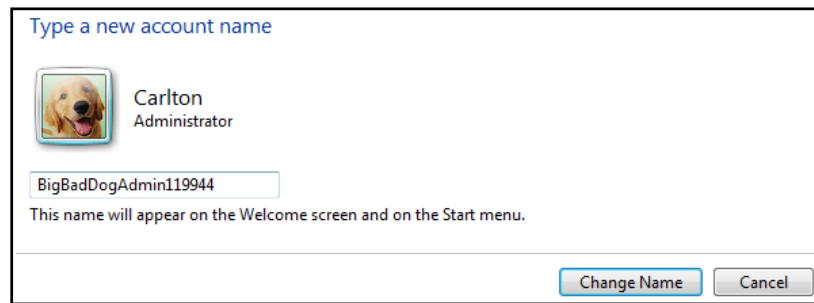 Type a new account name
Carlton
Administrator
BigBadDogAdmin119944
This name will appear on the Welcome screen and on the Start menu.
Change Name Cancel